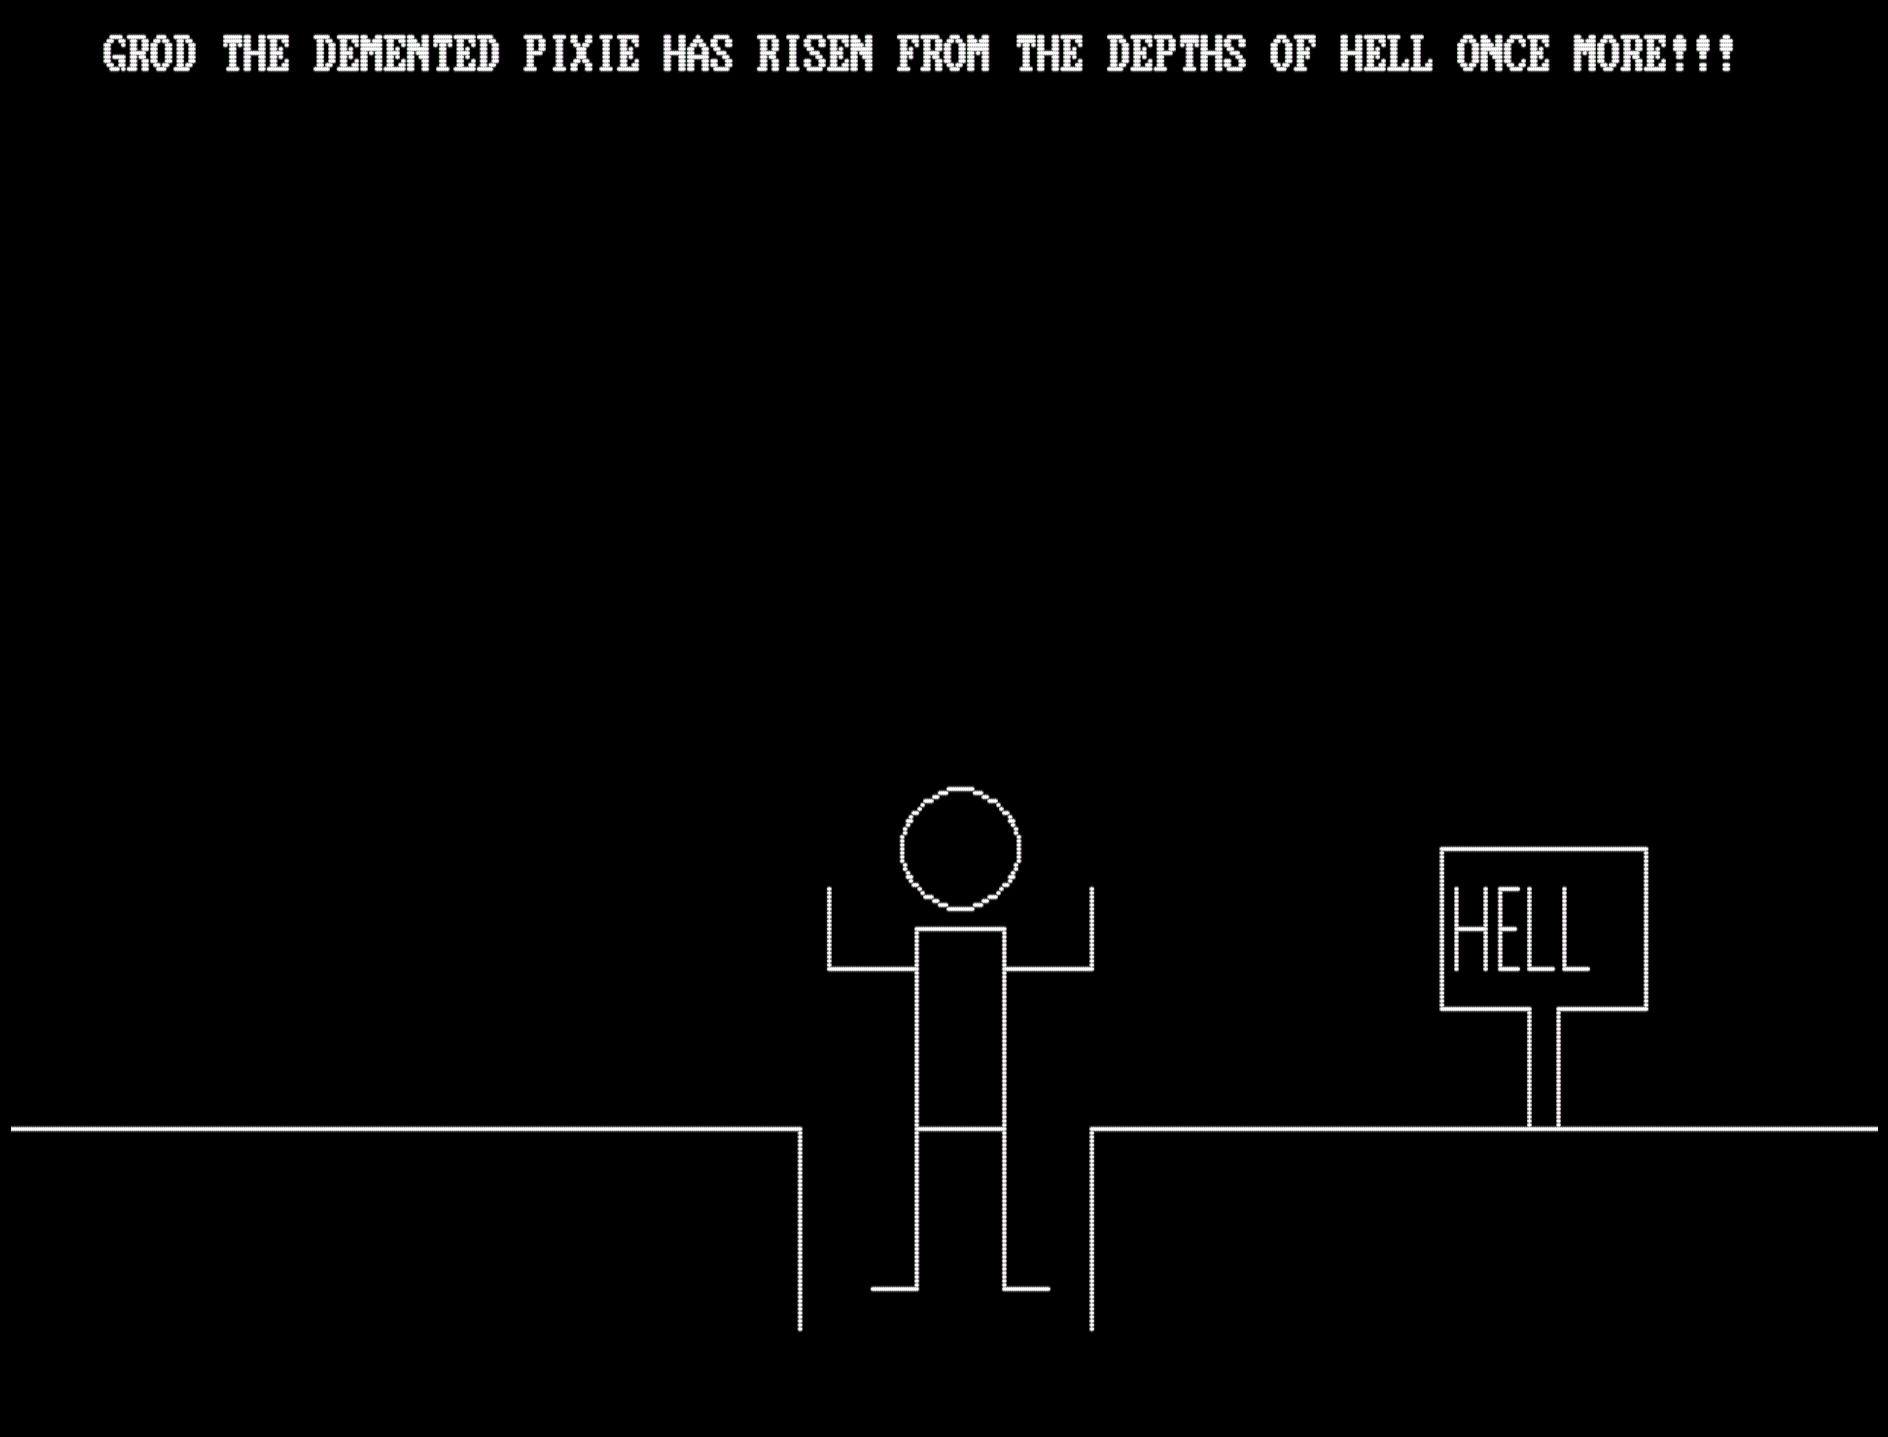 GROD THE DEMENTED PIXIE HAS RISEN FROM THE DEPTHS OF HELL ONCE MORE!!!
HELL